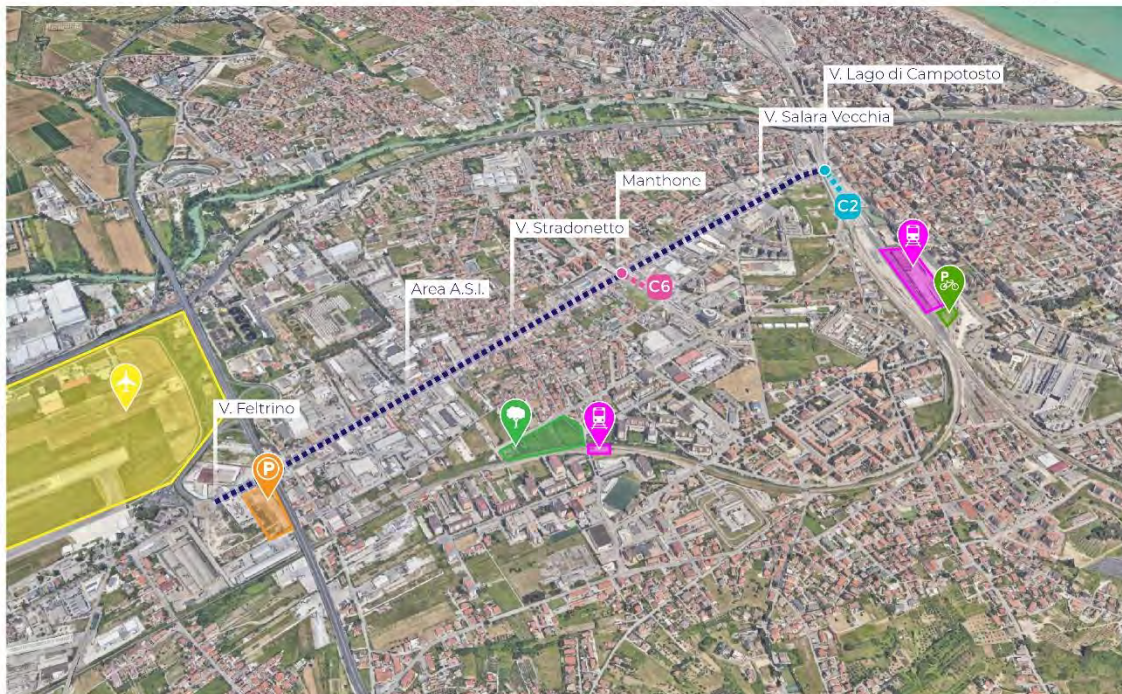 V. Lago di Campotosto
V. Salara Vecchia
Manthone
C2
V. Stradonetto
Area A.S.I.
C6
P
V. Feltrino
P